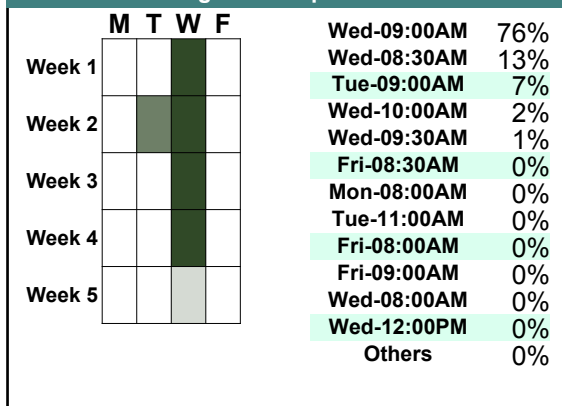 M T W F
Week 1
Week 2
Week 3
Week 4
Week 5
Wed-09:00AM 76%
Wed-08:30AM 13%
Tue-09:00AM 7%
Wed-10:00AM 2%
Wed-09:30AM 1%
Fri-08:30AM 0%
Mon-08:00AM 0%
Tue-11:00AM 0%
Fri-08:00AM 0%
Fri-09:00AM 0%
Wed-08:00AM 0%
Wed-12:00PM 0%
Others 0%